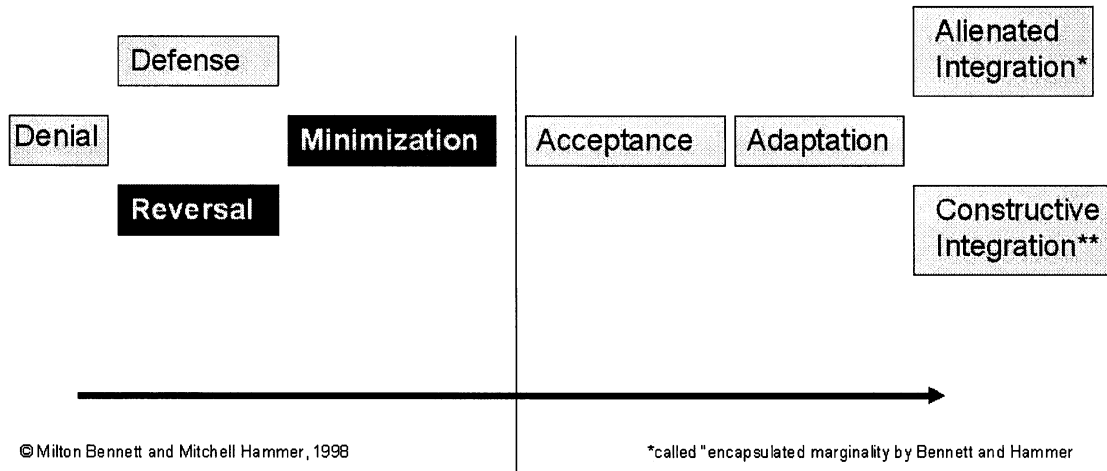 Alienated
Integration*
Defense
Denial
Minimization
Acceptance
Adaptation
Reversal
Constructive
Integration**
©Milton Bennett and Mitchell Hammer, 1998
*called "encapsulated marginality by Bennett and Hammer